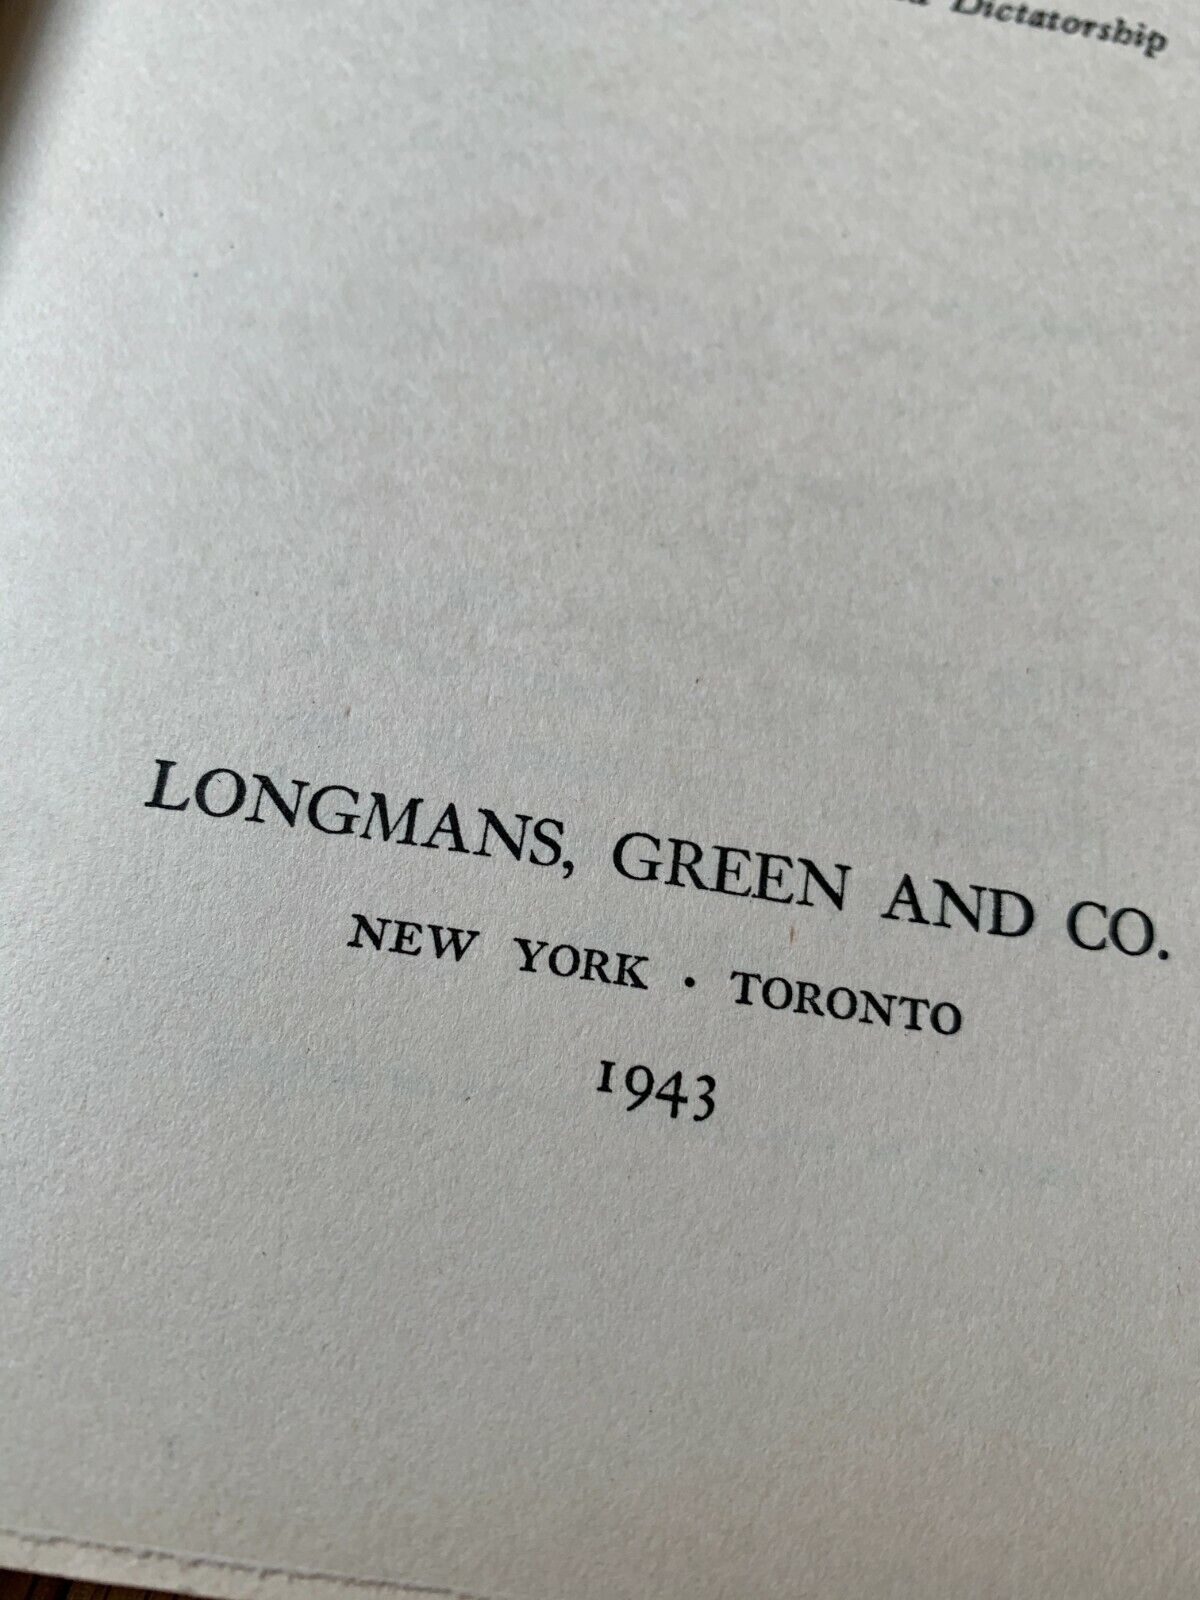 Dictatorship
LONGMANS, GREEN AND CO.
NEW YORK · TORONTO
1943